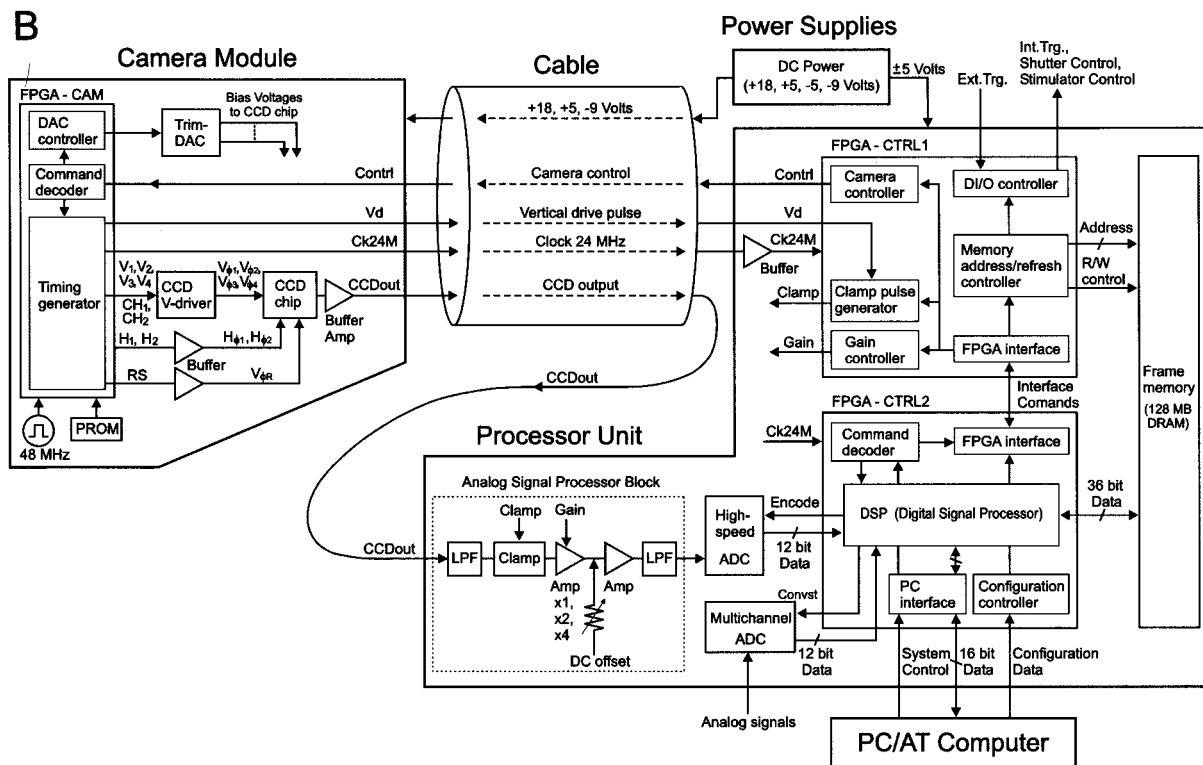 B
Camera Module
Cable
Power Supplies
FPGA - CAM
DAC
controller
Command
decoder
Timing
generator
Trim-
DAC
Bias Voltages
to CCD chip
Contrl
Vd
Ck24M
V1, V2,
V3, V4
CH1,
CH2
CCD
V-driver
Vϕ1, Vϕ2,
Vϕ3, Vϕ4
CCD
chip
CCDout
Buffer
Amp
H1, H2
Buffer
Hϕ1, Hϕ2
RS
VϕR
48 MHz
PROM
+18, +5, -9 Volts
Camera control
Vertical drive pulse
Clock 24 MHz
CCD output
DC Power
(+18, +5, -5, -9 Volts)
±5 Volts
Ext.Trg.
Int.Trg.,
Shutter Control,
Stimulator Control
FPGA - CTRL1
Contrl
Camera
controller
DI/O controller
Vd
Ck24M
Buffer
Memory
address/refresh
controller
Address
R/W
control
Clamp
Clamp pulse
generator
Gain
Gain
controller
FPGA interface
Interface
Comands
Frame
memory
(128 MB
DRAM)
CCDout
Processor Unit
FPGA - CTRL2
Ck24M
Command
decoder
FPGA interface
DSP (Digital Signal Processor)
36 bit
Data
PC
interface
Configuration
controller
Analog Signal Processor Block
Clamp
Gain
CCDout
LPF
Clamp
Amp
x1,
x2,
x4
Amp
LPF
DC offset
High-
speed
ADC
Encode
12 bit
Data
Convst
Multichannel
ADC
12 bit
Data
Analog signals
System
Control
16 bit
Data
Configuration
Data
PC/AT Computer